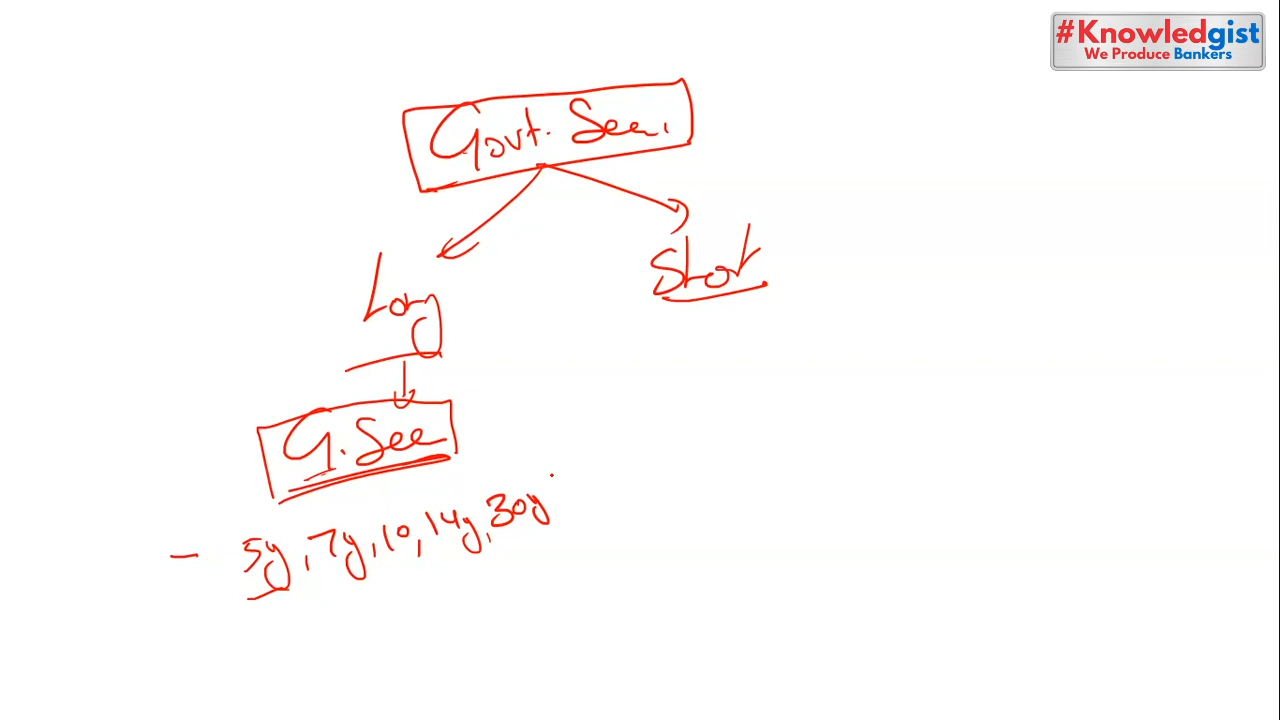 #Knowledgist
We Produce Bankers
Govt. Sec.
Long
Short
G. Sec
- 5y, 7y, 10, 14y, 30y